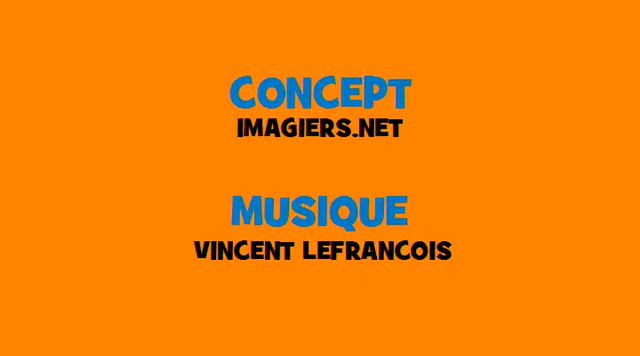 CONCEPT
IMAGIERS.NET
MUSIQUE
VINCENT LEFRANCOIS